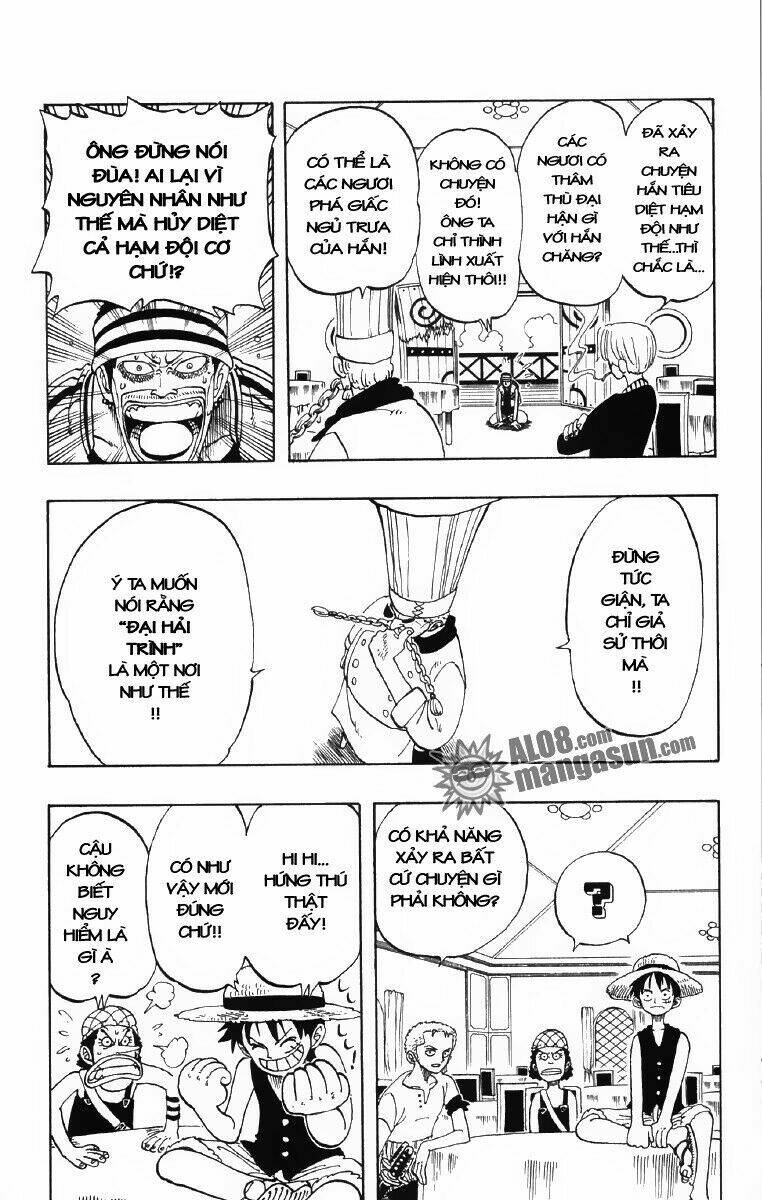 ĐÃ XẢY
RA
CHUYỆN
HẮN TIÊU
DIỆT HẠM
ĐỘI NHƯ
THẾ...THÌ
CHẮC LÀ...
CÁC
NGƯƠI CÓ
THÂM
THÙ ĐẠI
HẬN GÌ
VỚI HẮN
CHĂNG?
KHÔNG CÓ
CHUYỆN
ĐÓ!
ÔNG TA
CHỈ THÌNH
LÌNH XUẤT
HIỆN THÔI!!
CÓ THỂ LÀ
CÁC NGƯƠI
PHÁ GIẤC
NGỦ TRƯA
CỦA HẮN!
ÔNG ĐỪNG NÓI
ĐÙA! AI LẠI VÌ
NGUYÊN NHÂN NHƯ
THẾ MÀ HỦY DIỆT
CẢ HẠM ĐỘI CƠ
CHỨ!?
ĐỪNG
TỨC
GIẬN, TA
CHỈ GIẢ
SỬ THÔI
MÀ
!!
Ý TA MUỐN
NÓI RẰNG
“ĐẠI HẢI
TRÌNH”
LÀ MỘT NƠI
NHƯ THẾ
!!
AL08.com
mangasun.com
?
CÓ KHẢ NĂNG
XẢY RA BẤT
CỨ CHUYỆN GÌ
PHẢI KHÔNG?
HI HI...
HỨNG THÚ
THẬT
ĐẤY!
CÓ NHƯ
VẬY MỚI
ĐÚNG
CHỨ!!
CẬU
KHÔNG
BIẾT
NGUY
HIỂM LÀ
GÌ À
?